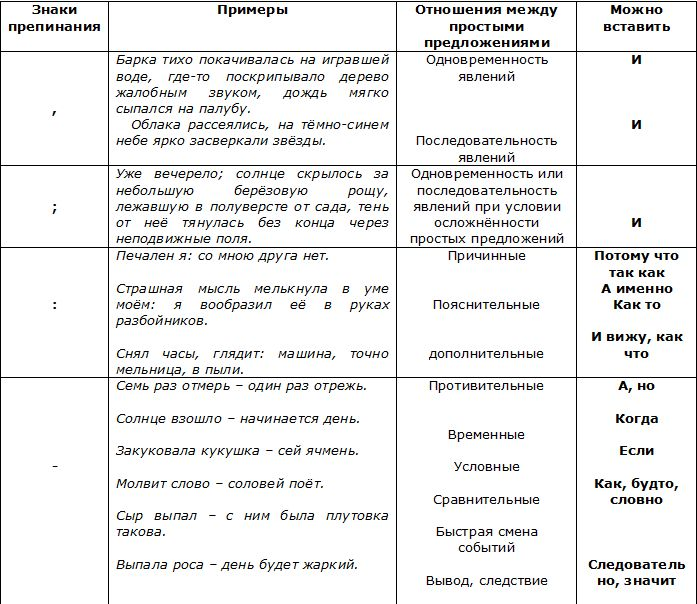 Знаки препинания
Примеры
Отношения между простыми предложениями
Можно вставить
,
Барка тихо покачивалась на игравшей
воде, где-то поскрипывало дерево
жалобным звуком, дождь мягко
сыпался на палубу.
Облака рассеялись, на тёмно-синем
небе ярко засверкали звёзды.
Одновременность
явлений
Последовательность
явлений
И
И
;
Уже вечерело; солнце скрылось за
небольшую берёзовую рощу,
лежавшую в полуверсте от сада, тень
от неё тянулась без конца через
неподвижные поля.
Одновременность или
последовательность
явлений при условии
осложнённости
простых предложений
И
:
Печален я: со мною друга нет.
Страшная мысль мелькнула в уме
моём: я вообразил её в руках
разбойников.
Снял часы, глядит: машина, точно
мельница, в пыли.
Причинные
Пояснительные
дополнительные
Потому что
так как
А именно
Как то
И вижу, как
что
-
Семь раз отмерь – один раз отрежь.
Солнце взошло – начинается день.
Закуковала кукушка – сей ячмень.
Молвит слово – соловей поёт.
Сыр выпал – с ним была плутовка
такова.
Выпала роса – день будет жаркий.
Противительные
Временные
Условные
Сравнительные
Быстрая смена
событий
Вывод, следствие
А, но
Когда
Если
Как, будто,
словно
Следователь
но, значит